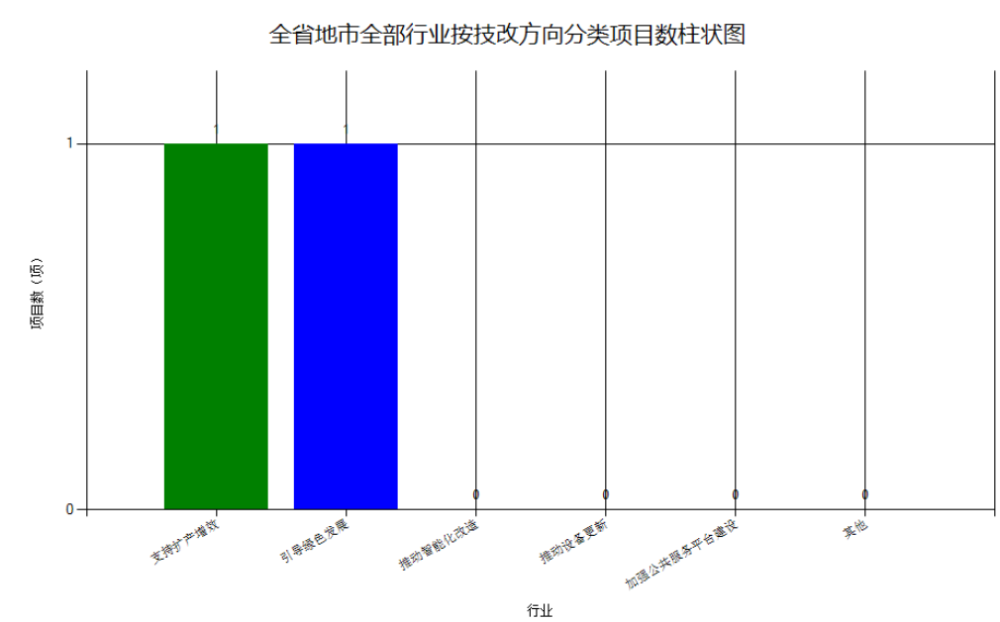 全省地市全部行业按技改方向分类项目数柱状图
1
1
1
项目数（项）
0
0
0
0
0
支持扩产增效
引导绿色发展
推动智能化改造
推动设备更新
加强公共服务平台建设
其他
行业